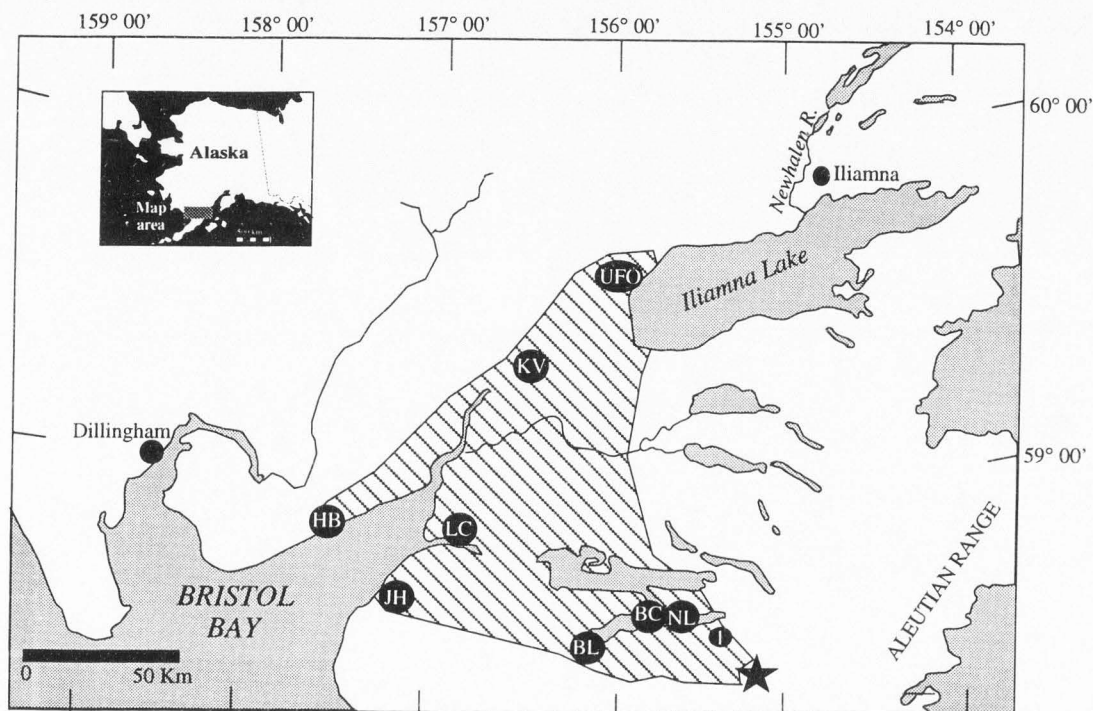 159° 00'
158° 00'
157° 00'
156° 00'
155° 00'
154° 00'
60° 00'
Alaska
Map
area
Newhalen R.
Iliamna
UFO
Iliamna Lake
KV
Dillingham
59° 00'
HB
LC
BRISTOL
BAY
JH
BC
NL
I
BL
ALEUTIAN RANGE
0
50 Km